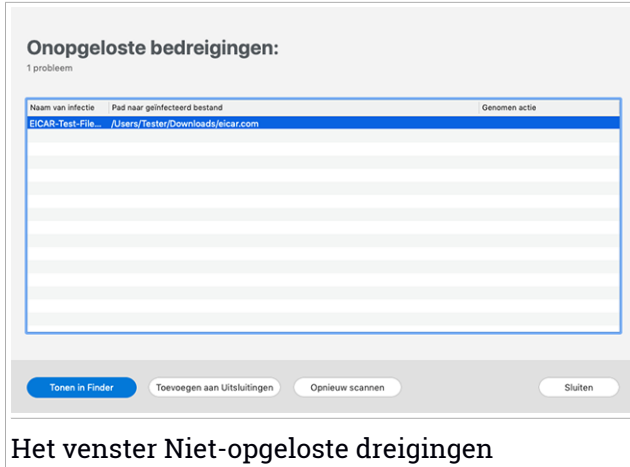 Onopgeloste bedreigingen:
1 probleem
Naam van infectie Pad naar geïnfecteerd bestand Genomen actie
EICAR-Test-File... /Users/Tester/Downloads/eicar.com
Tonen in Finder Toevoegen aan Uitsluitingen Opnieuw scannen Sluiten
Het venster Niet-opgeloste dreigingen